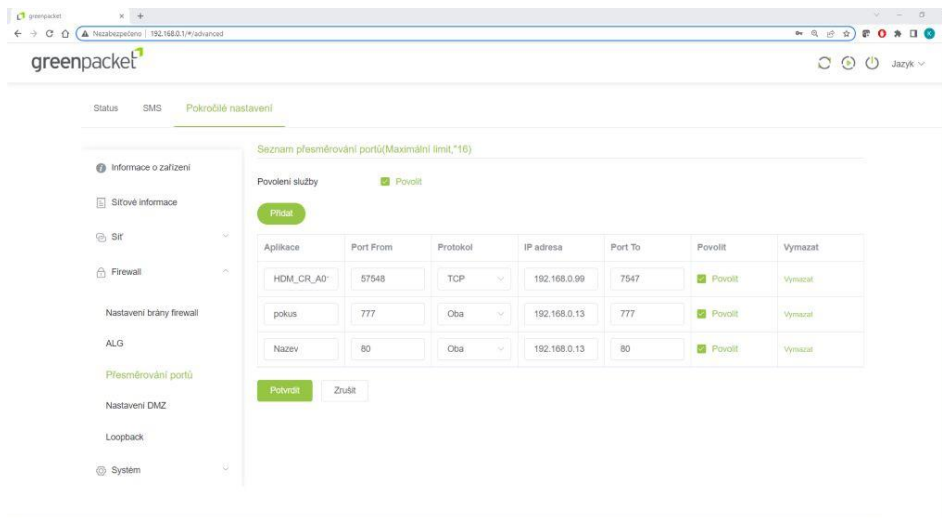 greenpacket
Nezabezpečeno | 192.168.0.1/#/advanced
greenpacket
Jazyk
Status SMS Pokročilé nastavení
Informace o zařízení
Síťové informace
Síť
Firewall
Nastavení brány firewall
ALG
Přesměrování portů
Nastavení DMZ
Loopback
Systém
Seznam přesměrování portů(Maximální limit,"16)
Povolení služby Povolit
Přidat
Aplikace Port From Protokol IP adresa Port To Povolit Vymazat
HDM_CR_A0 57548 TCP 192.168.0.99 7547 Povolit Vymazat
pokus 777 Oba 192.168.0.13 777 Povolit Vymazat
Nazev 80 Oba 192.168.0.13 80 Povolit Vymazat
Potvrdit Zrušit